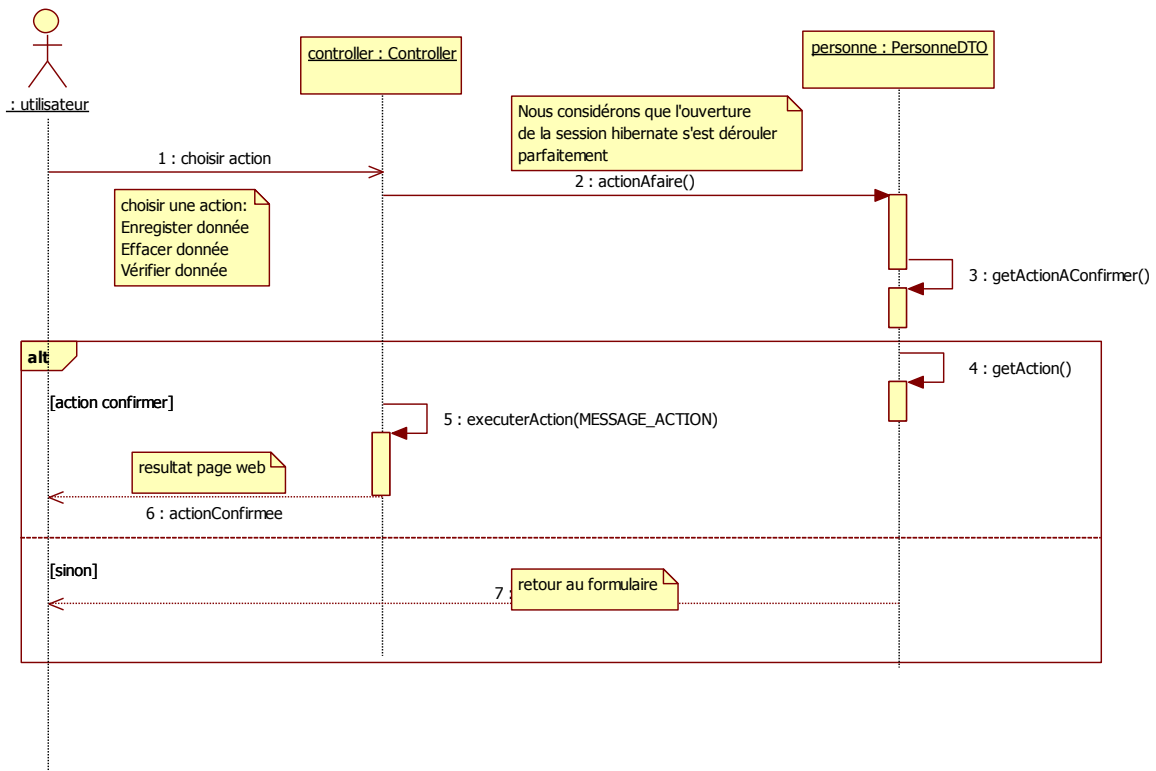 controller : Controller
personne : PersonneDTO
: utilisateur
Nous considérons que l'ouverture
de la session hibernate s'est dérouler
parfaitement
1 : choisir action
2 : actionAfaire()
choisir une action:
Enregister donnée
Effacer donnée
Vérifier donnée
3 : getActionAConfirmer()
alt
4 : getAction()
[action confirmer]
5 : executerAction(MESSAGE_ACTION)
resultat page web
6 : actionConfirmee
[sinon]
retour au formulaire
7 :